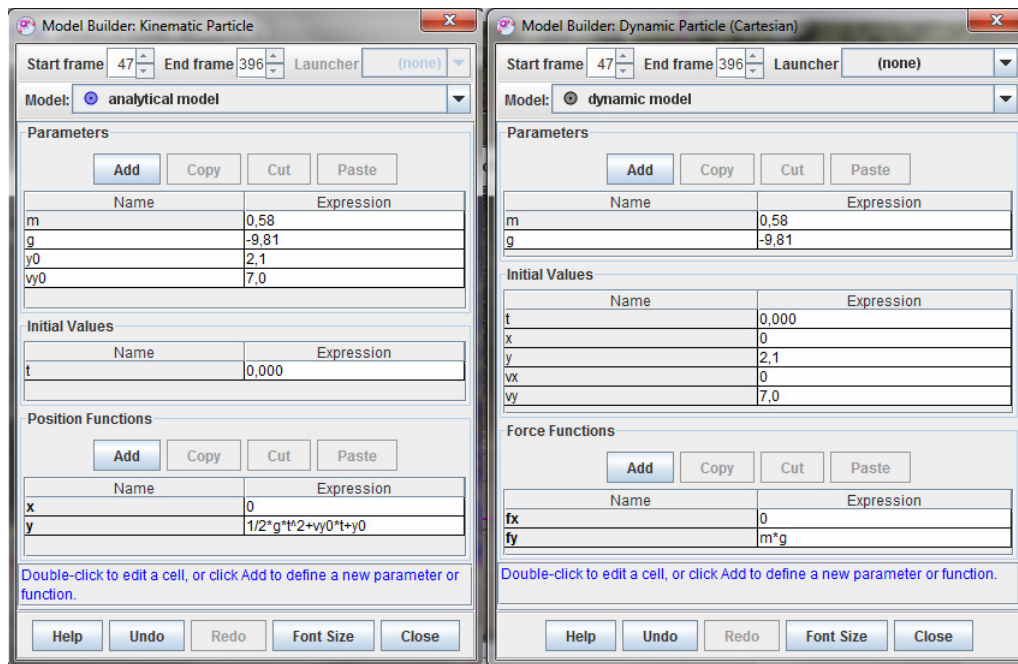 Model Builder: Kinematic Particle
Start frame 47 End frame 396 Launcher (none)
Model: analytical model
Parameters
Add Copy Cut Paste
Name Expression
m 0,58
g -9,81
y0 2,1
vy0 7,0
Initial Values
Name Expression
t 0,000
Position Functions
Add Copy Cut Paste
Name Expression
x 0
y 1/2*g*t^2+vy0*t+y0
Double-click to edit a cell, or click Add to define a new parameter or
function.
Help Undo Redo Font Size Close
Model Builder: Dynamic Particle (Cartesian)
Start frame 47 End frame 396 Launcher (none)
Model: dynamic model
Parameters
Add Copy Cut Paste
Name Expression
m 0,58
g -9,81
Initial Values
Name Expression
t 0,000
x 0
y 2,1
vx 0
vy 7,0
Force Functions
Add Copy Cut Paste
Name Expression
fx 0
fy m*g
Double-click to edit a cell, or click Add to define a new parameter or function.
Help Undo Redo Font Size Close